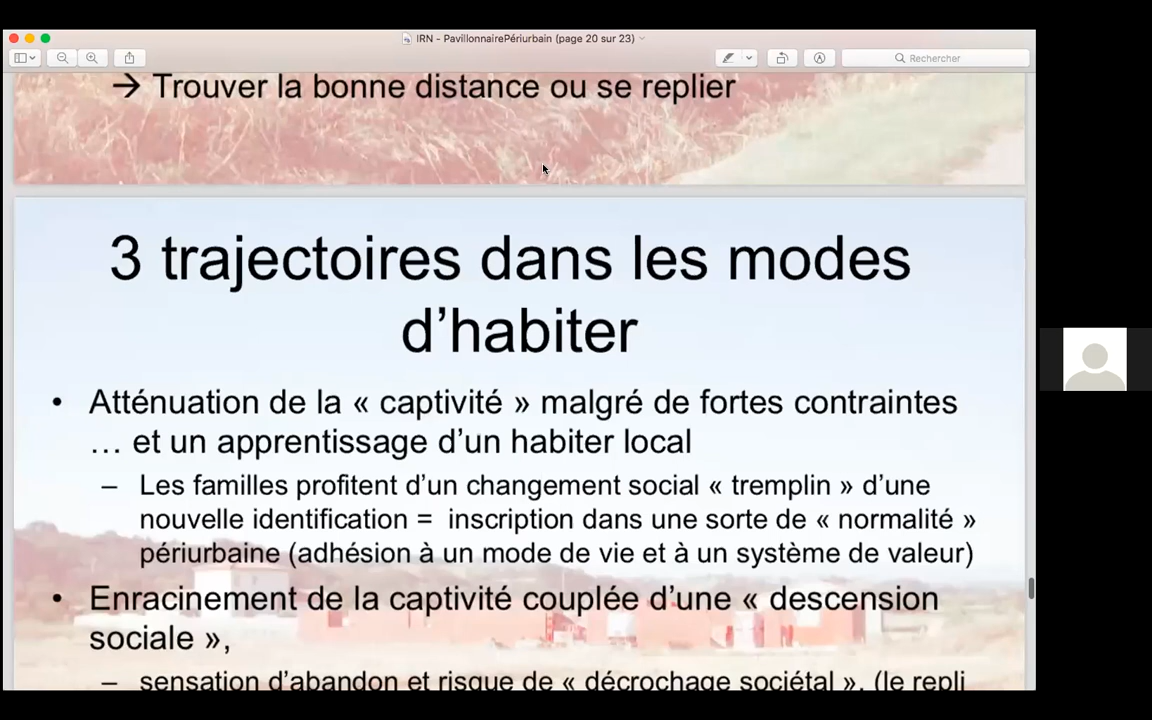 IRN - PavillonnairePériurbain (page 20 sur 23)
Rechercher
→ Trouver la bonne distance ou se replier
3 trajectoires dans les modes
d’habiter
• Atténuation de la « captivité » malgré de fortes contraintes
… et un apprentissage d’un habiter local
– Les familles profitent d’un changement social « tremplin » d’une
nouvelle identification = inscription dans une sorte de « normalité »
périurbaine (adhésion à un mode de vie et à un système de valeur)
• Enracinement de la captivité couplée d’une « descension
sociale »,
– sensation d’abandon et risque de « décrochage sociétal ». (le repli